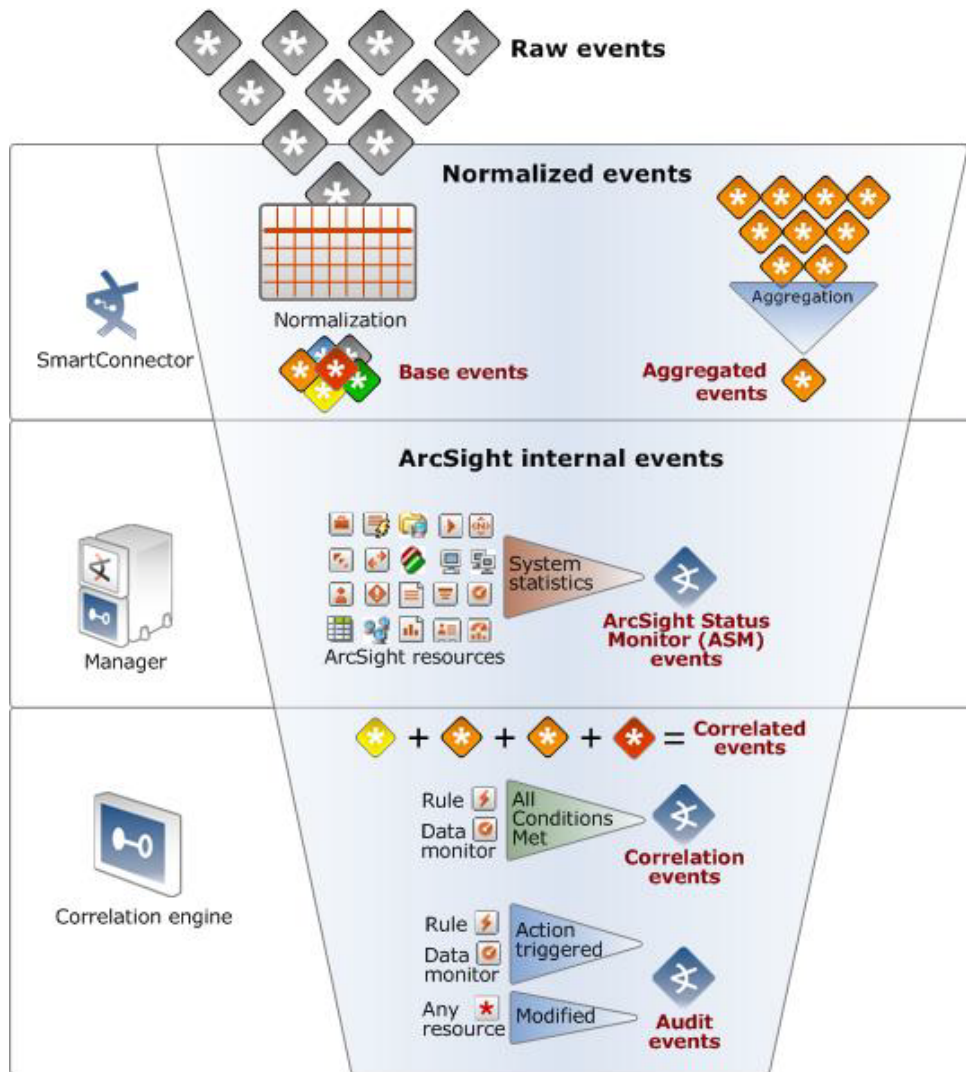 Raw events
Normalized events
Normalization
Aggregation
SmartConnector
Base events
Aggregated
events
ArcSight internal events
System
statistics
ArcSight resources
ArcSight Status
Monitor (ASM)
events
Manager
+ + + = Correlated
events
Rule
Data
monitor
All
Conditions
Met
Correlation
events
Correlation engine
Rule
Data
monitor
Action
triggered
Any
resource
Modified
Audit
events